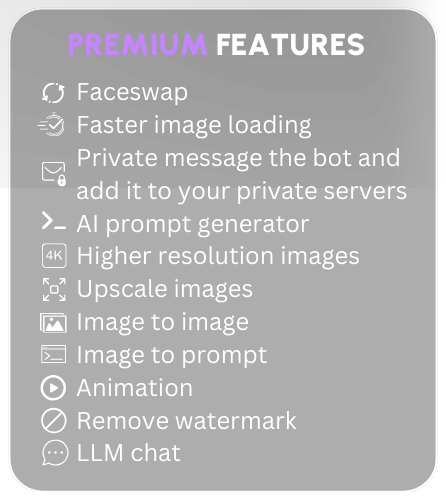 PREMIUM FEATURES
Faceswap
Faster image loading
Private message the bot and
add it to your private servers
AI prompt generator
4K Higher resolution images
Upscale images
Image to image
Image to prompt
Animation
Remove watermark
LLM chat